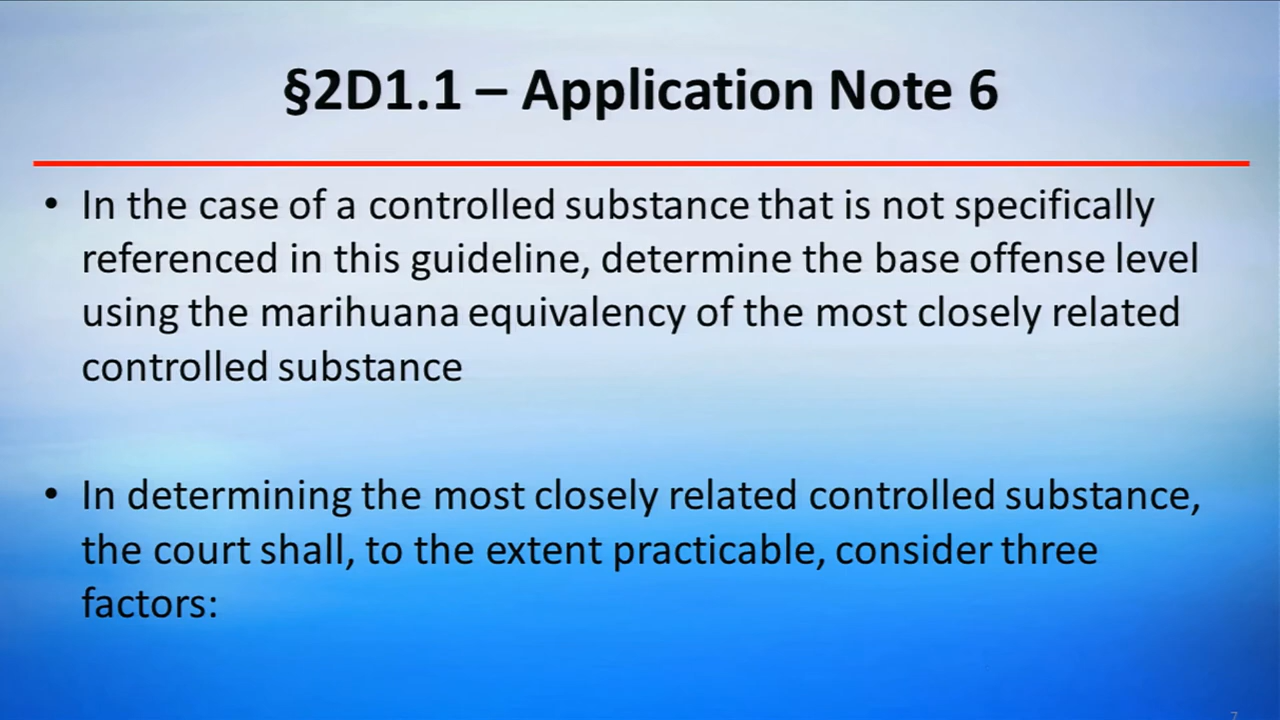 §2D1.1 – Application Note 6
• In the case of a controlled substance that is not specifically
referenced in this guideline, determine the base offense level
using the marihuana equivalency of the most closely related
controlled substance
• In determining the most closely related controlled substance,
the court shall, to the extent practicable, consider three
factors:
7